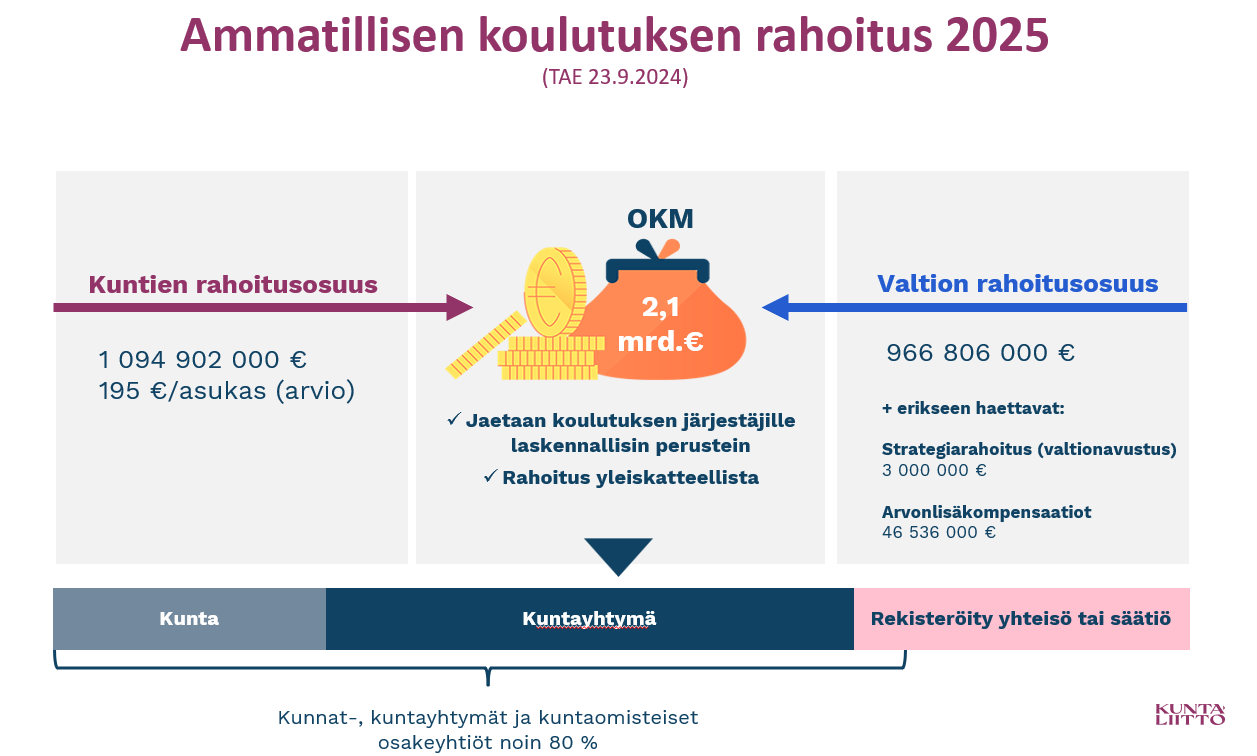 Ammatillisen koulutuksen rahoitus 2025
(TAE 23.9.2024)
Kuntien rahoitusosuus
1 094 902 000 €
195 €/asukas (arvio)
OKM
2,1
mrd.€
✓ Jaetaan koulutuksen järjestäjille
laskennallisin perustein
✓ Rahoitus yleiskatteellista
Valtion rahoitusosuus
966 806 000 €
+ erikseen haettavat:
Strategiarahoitus (valtionavustus)
3 000 000 €
Arvonlisäkompensaatiot
46 536 000 €
Kunta
Kuntayhtymä
Rekisteröity yhteisö tai säätiö
Kunnat-, kuntayhtymät ja kuntaomisteiset
osakeyhtiöt noin 80 %
KUNTA
LIITTO